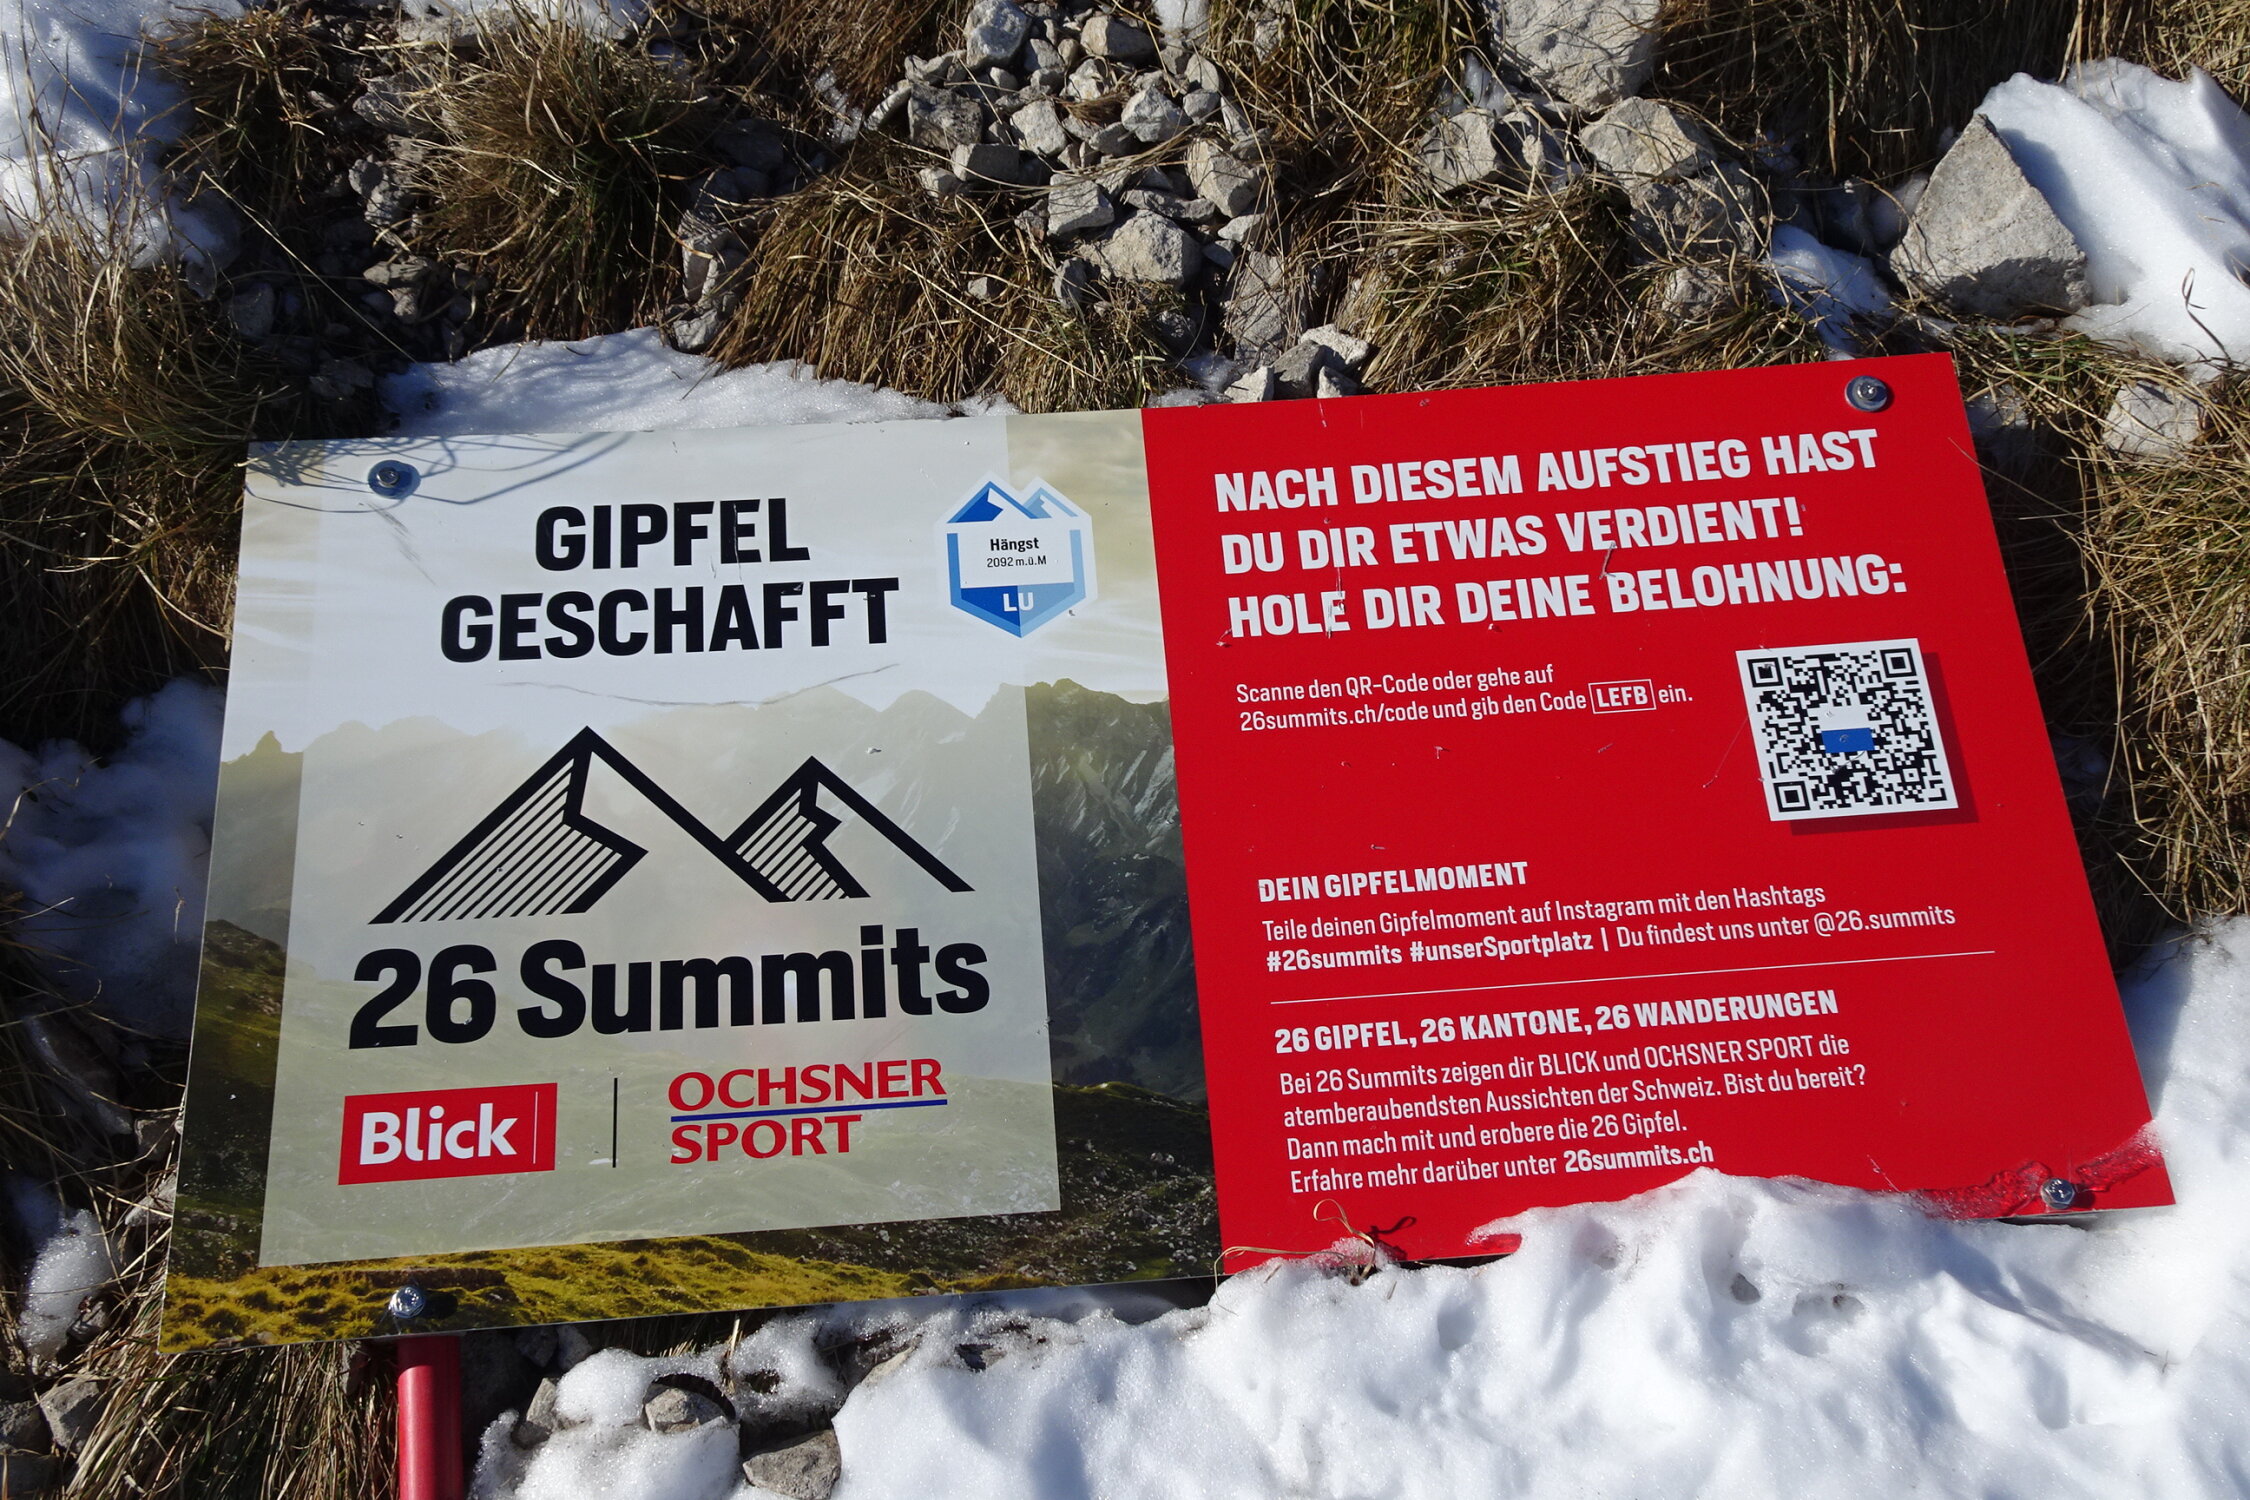 GIPFEL
GESCHAFFT
Hängst
2092 m.ü.M
LU
26 Summits
Blick
OCHSNER
SPORT
NACH DIESEM AUFSTIEG HAST
DU DIR ETWAS VERDIENT!
HOLE DIR DEINE BELOHNUNG:
Scanne den QR-Code oder gehe auf
26summits.ch/code und gib den Code LEFB ein.
DEIN GIPFELMOMENT
Teile deinen Gipfelmoment auf Instagram mit den Hashtags
#26summits #unserSportplatz | Du findest uns unter @26.summits
26 GIPFEL, 26 KANTONE, 26 WANDERUNGEN
Bei 26 Summits zeigen dir BLICK und OCHSNER SPORT die
atemberaubendsten Aussichten der Schweiz. Bist du bereit?
Dann mach mit und erobere die 26 Gipfel.
Erfahre mehr darüber unter 26summits.ch